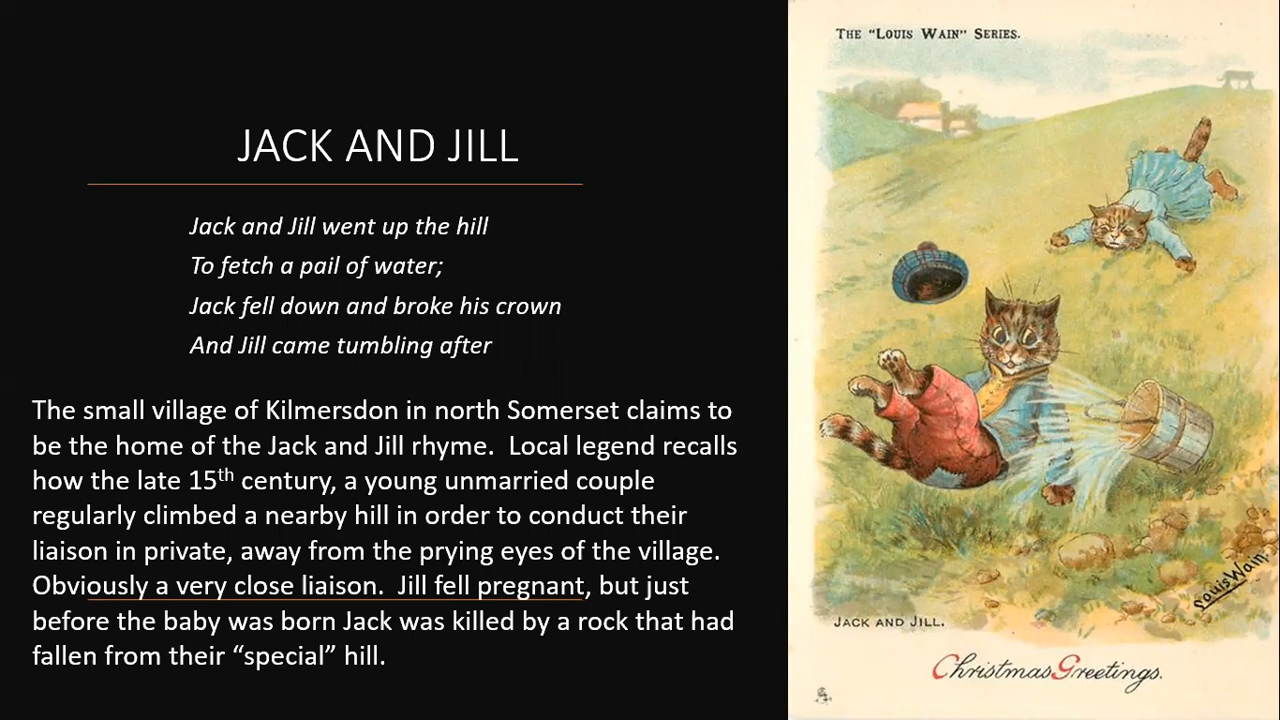 JACK AND JILL
Jack and Jill went up the hill
To fetch a pail of water;
Jack fell down and broke his crown
And Jill came tumbling after
The small village of Kilmersdon in north Somerset claims to
be the home of the Jack and Jill rhyme.  Local legend recalls
how the late 15th century, a young unmarried couple
regularly climbed a nearby hill in order to conduct their
liaison in private, away from the prying eyes of the village.
Obviously a very close liaison.  Jill fell pregnant, but just
before the baby was born Jack was killed by a rock that had
fallen from their “special” hill.
THE “LOUIS WAIN” SERIES.
Louis Wain.
JACK AND JILL.
Christmas Greetings.